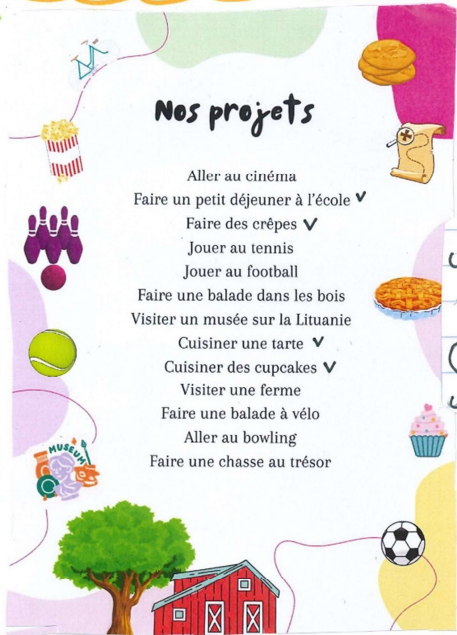 Nos projets
Aller au cinéma
Faire un petit déjeuner à l'école ✓
Faire des crêpes ✓
Jouer au tennis
Jouer au football
Faire une balade dans les bois
Visiter un musée sur la Lituanie
Cuisiner une tarte ✓
Cuisiner des cupcakes ✓
Visiter une ferme
Faire une balade à vélo
Aller au bowling
Faire une chasse au trésor
MUSEUM